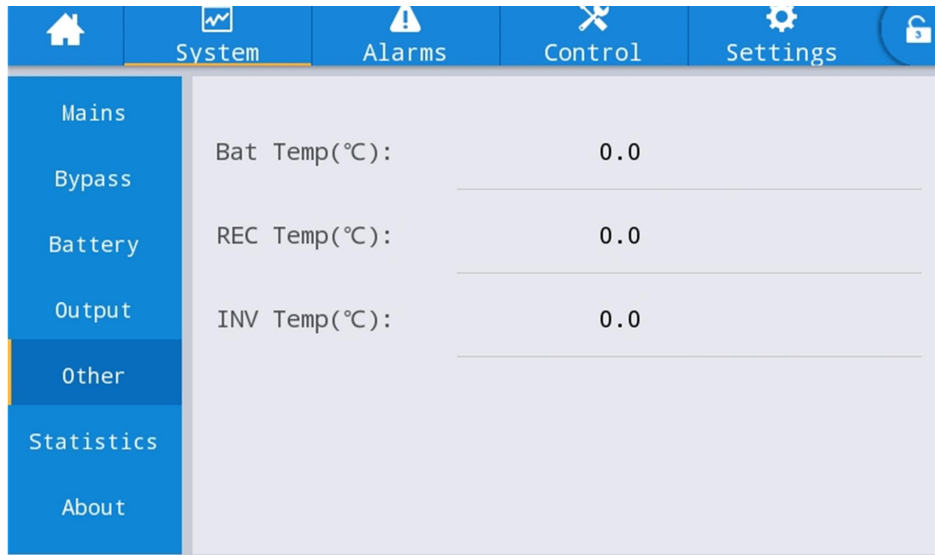 System Alarms Control Settings 3
Mains
Bypass
Battery
Output
Other
Statistics
About
Bat Temp(℃): 0.0
REC Temp(℃): 0.0
INV Temp(℃): 0.0